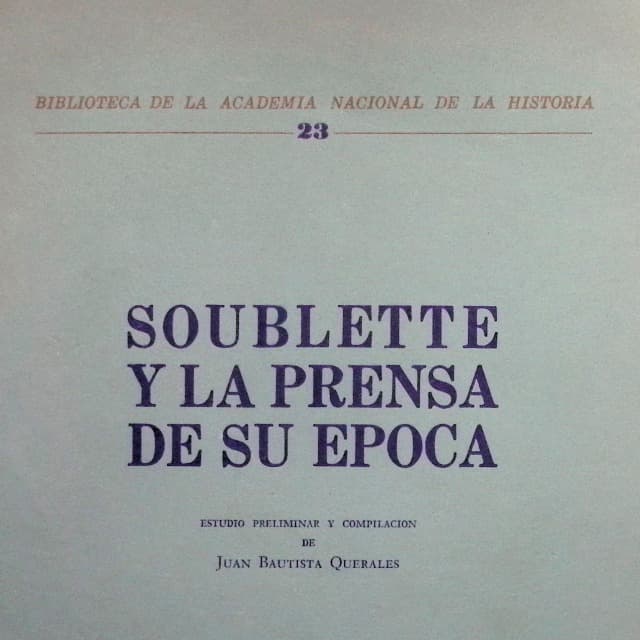 BIBLIOTECA DE LA ACADEMIA NACIONAL DE LA HISTORIA
23
SOUBLETTE
Y LA PRENSA
DE SU EPOCA
ESTUDIO PRELIMINAR Y COMPILACION
DE
JUAN BAUTISTA QUERALES